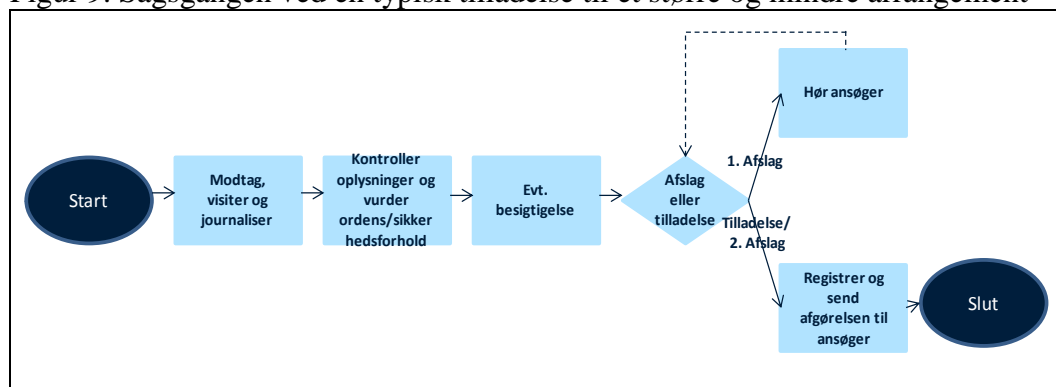 Figur 9. Sagsgangen ved en typisk tilladelse til et større og mindre arrangement
Start
Modtag,
visiter og
journaliser
Kontroller
oplysninger og
vurder
ordens/sikker
hedsforhold
Evt.
besigtigelse
Afslag
eller
tilladelse
1. Afslag
Hør ansøger
Tilladelse/
2. Afslag
Registrer og
send
afgørelsen til
ansøger
Slut